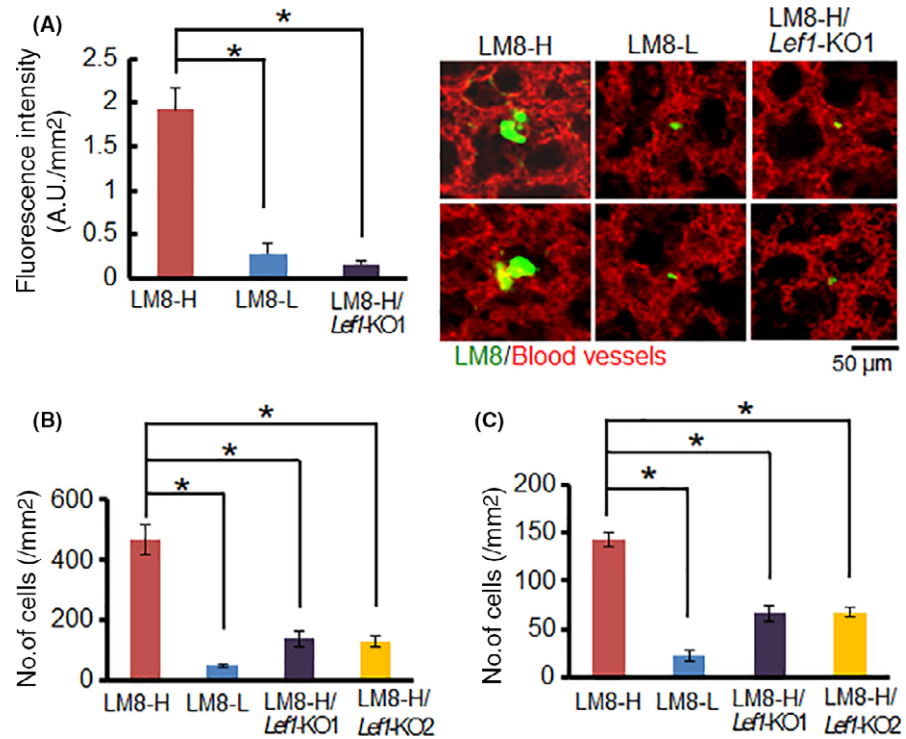 (A)
Fluorescence intensity
(A.U./mm2)
2.5
2
1.5
1
0.5
0
*
*
LM8-H
LM8-L
LM8-H/
Lef1-KO1
LM8-H
LM8-L
LM8-H/
Lef1-KO1
LM8/Blood vessels
50 µm
(B)
No.of cells (/mm2)
600
400
200
0
*
*
*
LM8-H
LM8-L
LM8-H/
Lef1-KO1
LM8-H/
Lef1-KO2
(C)
No.of cells (/mm2)
200
150
100
50
0
*
*
*
LM8-H
LM8-L
LM8-H/
Lef1-KO1
LM8-H/
Lef1-KO2